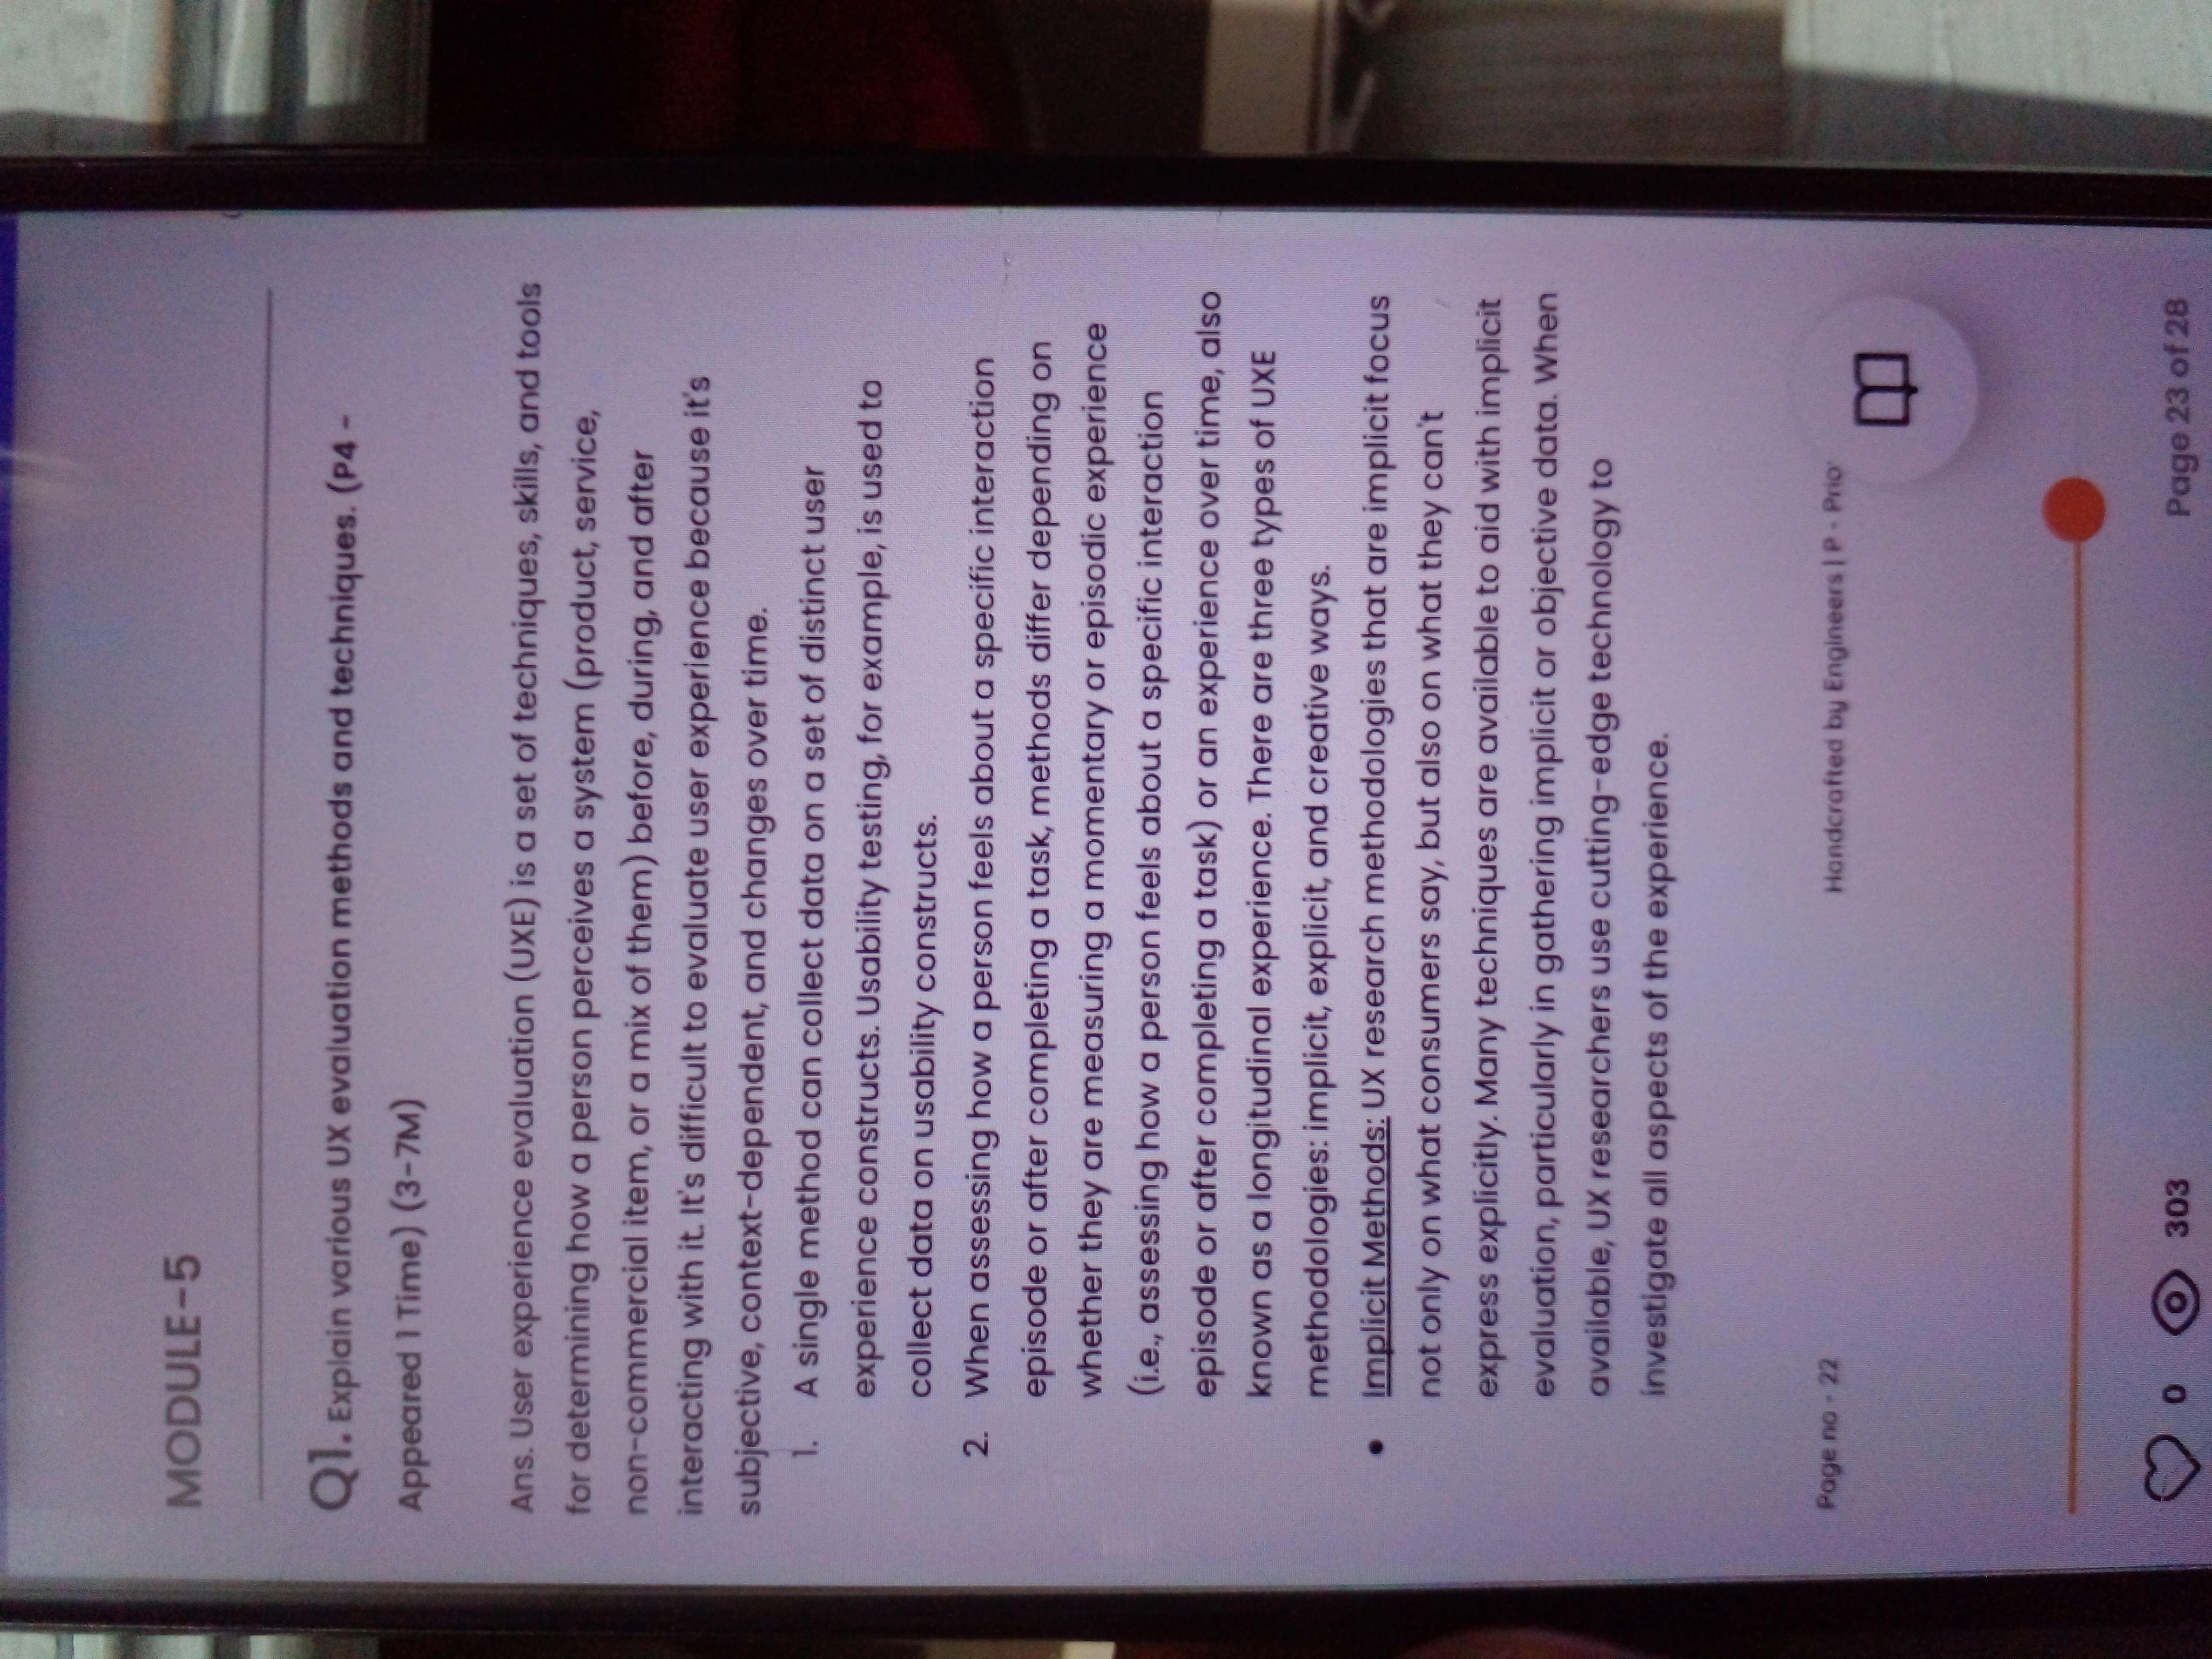 MODULE-5
Q1. Explain various UX evaluation methods and techniques. (P4 -
Appeared 1 Time) (3-7M)
Ans. User experience evaluation (UXE) is a set of techniques, skills, and tools
for determining how a person perceives a system (product, service,
non-commercial item, or a mix of them) before, during, and after
interacting with it. It's difficult to evaluate user experience because it's
subjective, context-dependent, and changes over time.
1. A single method can collect data on a set of distinct user
experience constructs. Usability testing, for example, is used to
collect data on usability constructs.
2. When assessing how a person feels about a specific interaction
episode or after completing a task, methods differ depending on
whether they are measuring a momentary or episodic experience
(i.e., assessing how a person feels about a specific interaction
episode or after completing a task) or an experience over time, also
known as a longitudinal experience. There are three types of UXE
methodologies: implicit, explicit, and creative ways.
• Implicit Methods: UX research methodologies that are implicit focus
not only on what consumers say, but also on what they can't
express explicitly. Many techniques are available to aid with implicit
evaluation, particularly in gathering implicit or objective data. When
available, UX researchers use cutting-edge technology to
investigate all aspects of the experience.
Page no - 22
Handcrafted by Engineers | P - Prio
0 303
Page 23 of 28